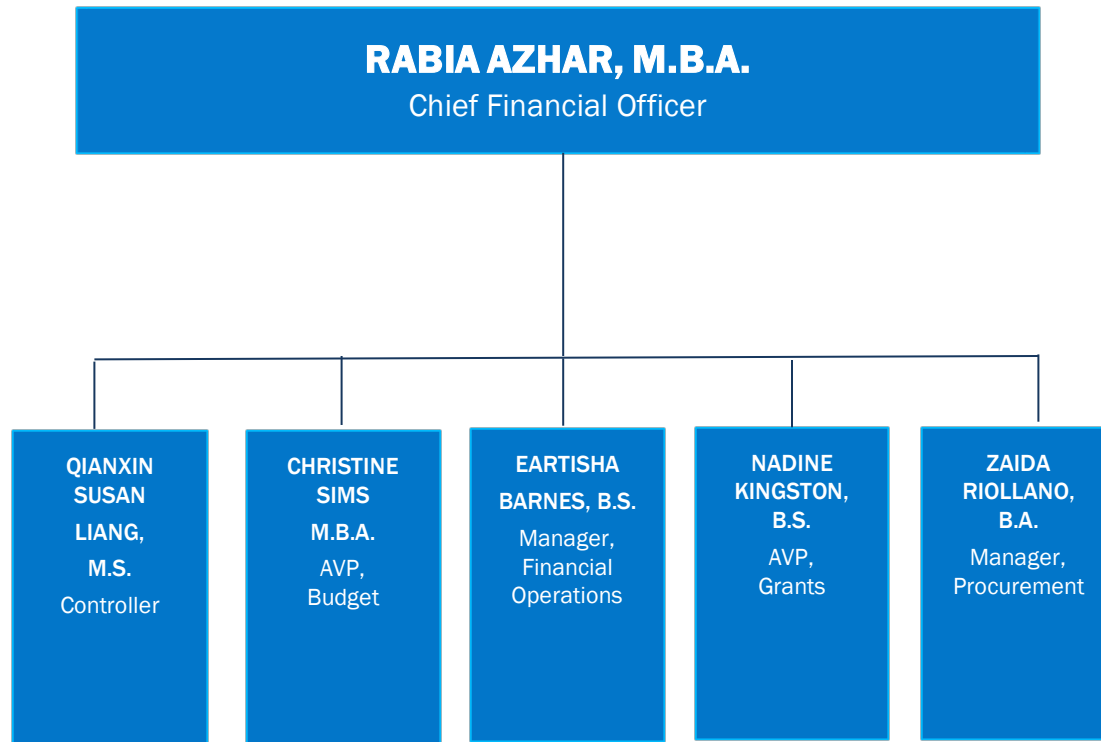 RABIA AZHAR, M.B.A.
Chief Financial Officer
QIANXIN
SUSAN
LIANG,
M.S.
Controller
CHRISTINE
SIMS
M.B.A.
AVP,
Budget
EARTISHA
BARNES, B.S.
Manager,
Financial
Operations
NADINE
KINGSTON,
B.S.
AVP,
Grants
ZAIDA
RIOLLANO,
B.A.
Manager,
Procurement